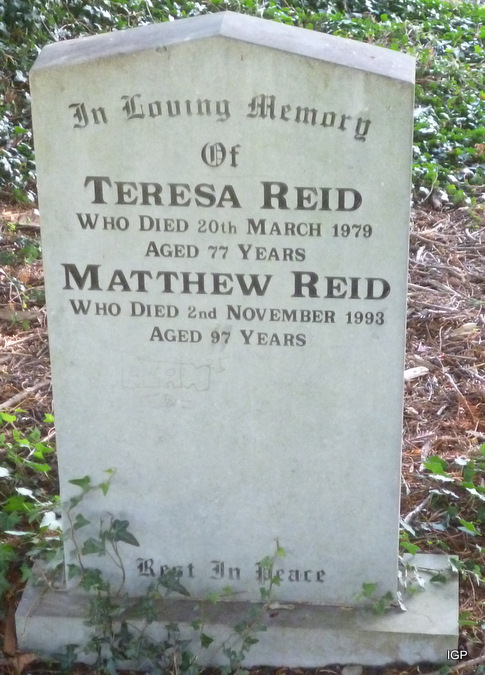 In Loving Memory
Of
TERESA REID
WHO DIED 20th MARCH 1979
AGED 77 YEARS
MATTHEW REID
WHO DIED 2nd NOVEMBER 1993
AGED 97 YEARS
Rest In Peace
IGP